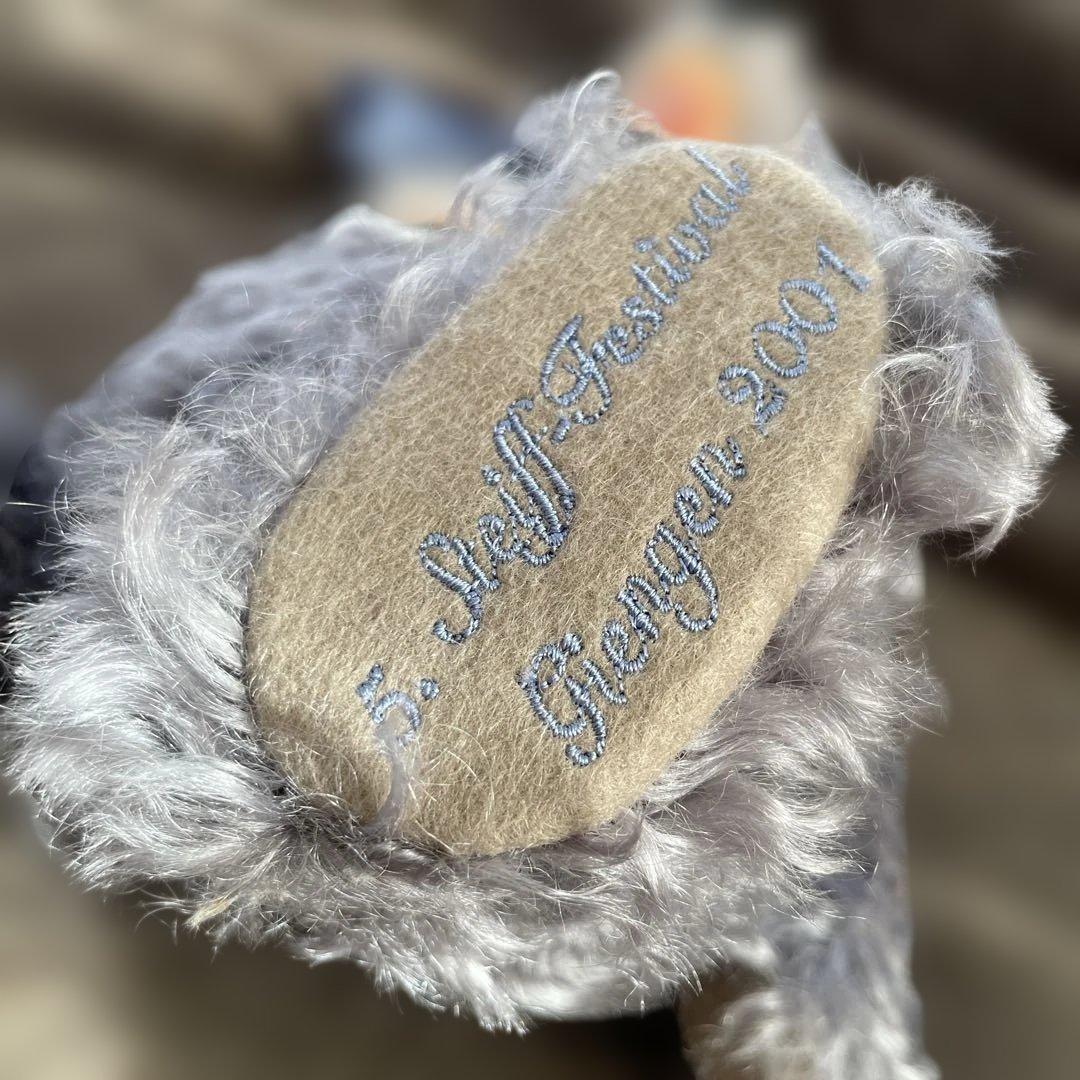 5. Steiff-Festival
Giengen 2001